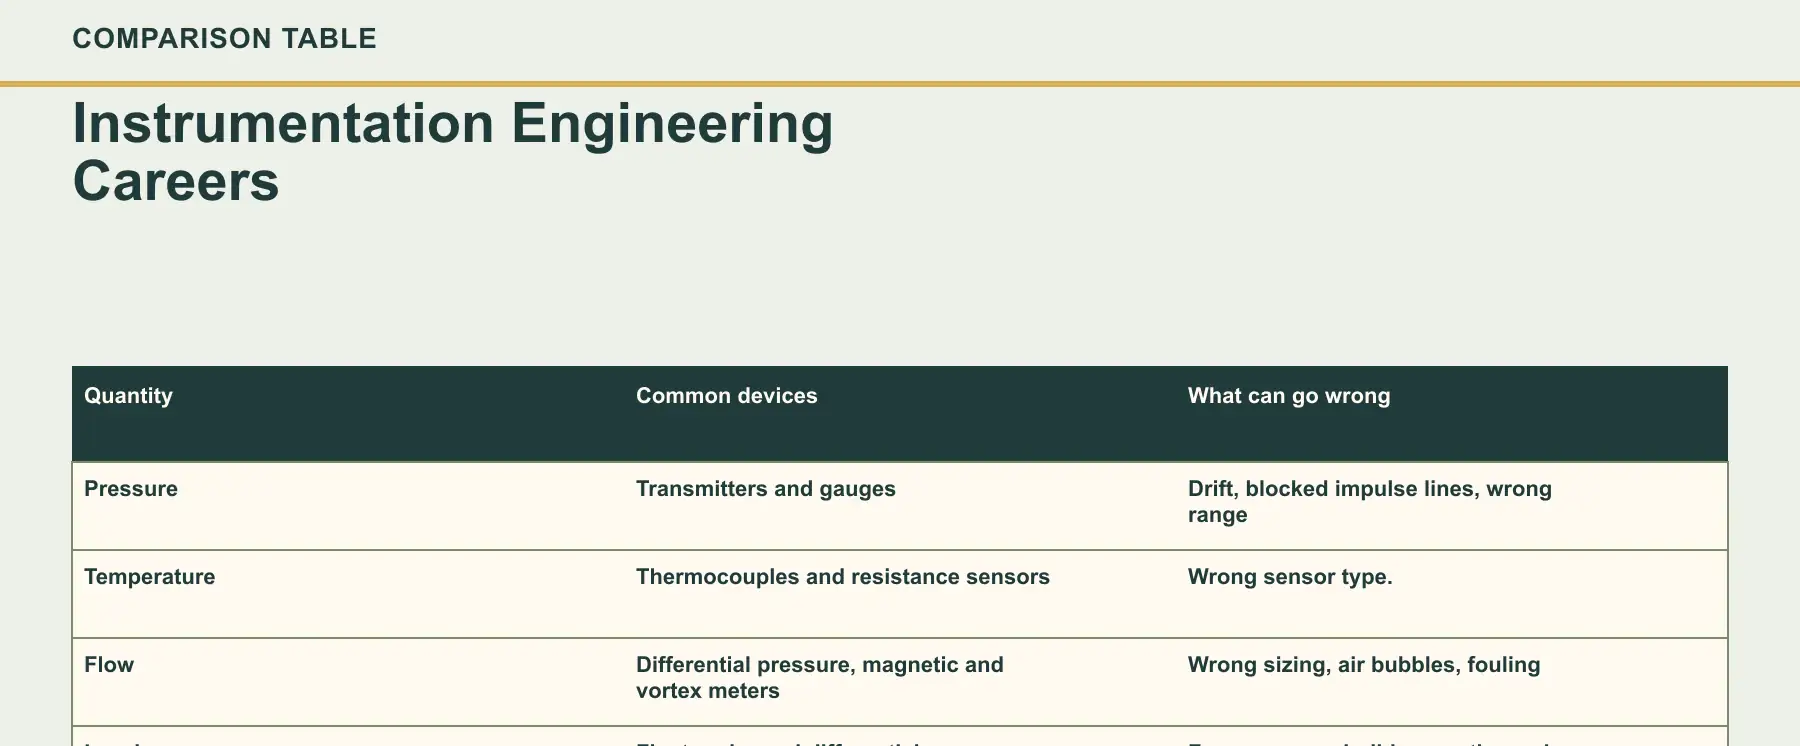 COMPARISON TABLE
Instrumentation Engineering
Careers
Quantity
Common devices
What can go wrong
Pressure
Transmitters and gauges
Drift, blocked impulse lines, wrong
range
Temperature
Thermocouples and resistance sensors
Wrong sensor type.
Flow
Differential pressure, magnetic and
vortex meters
Wrong sizing, air bubbles, fouling